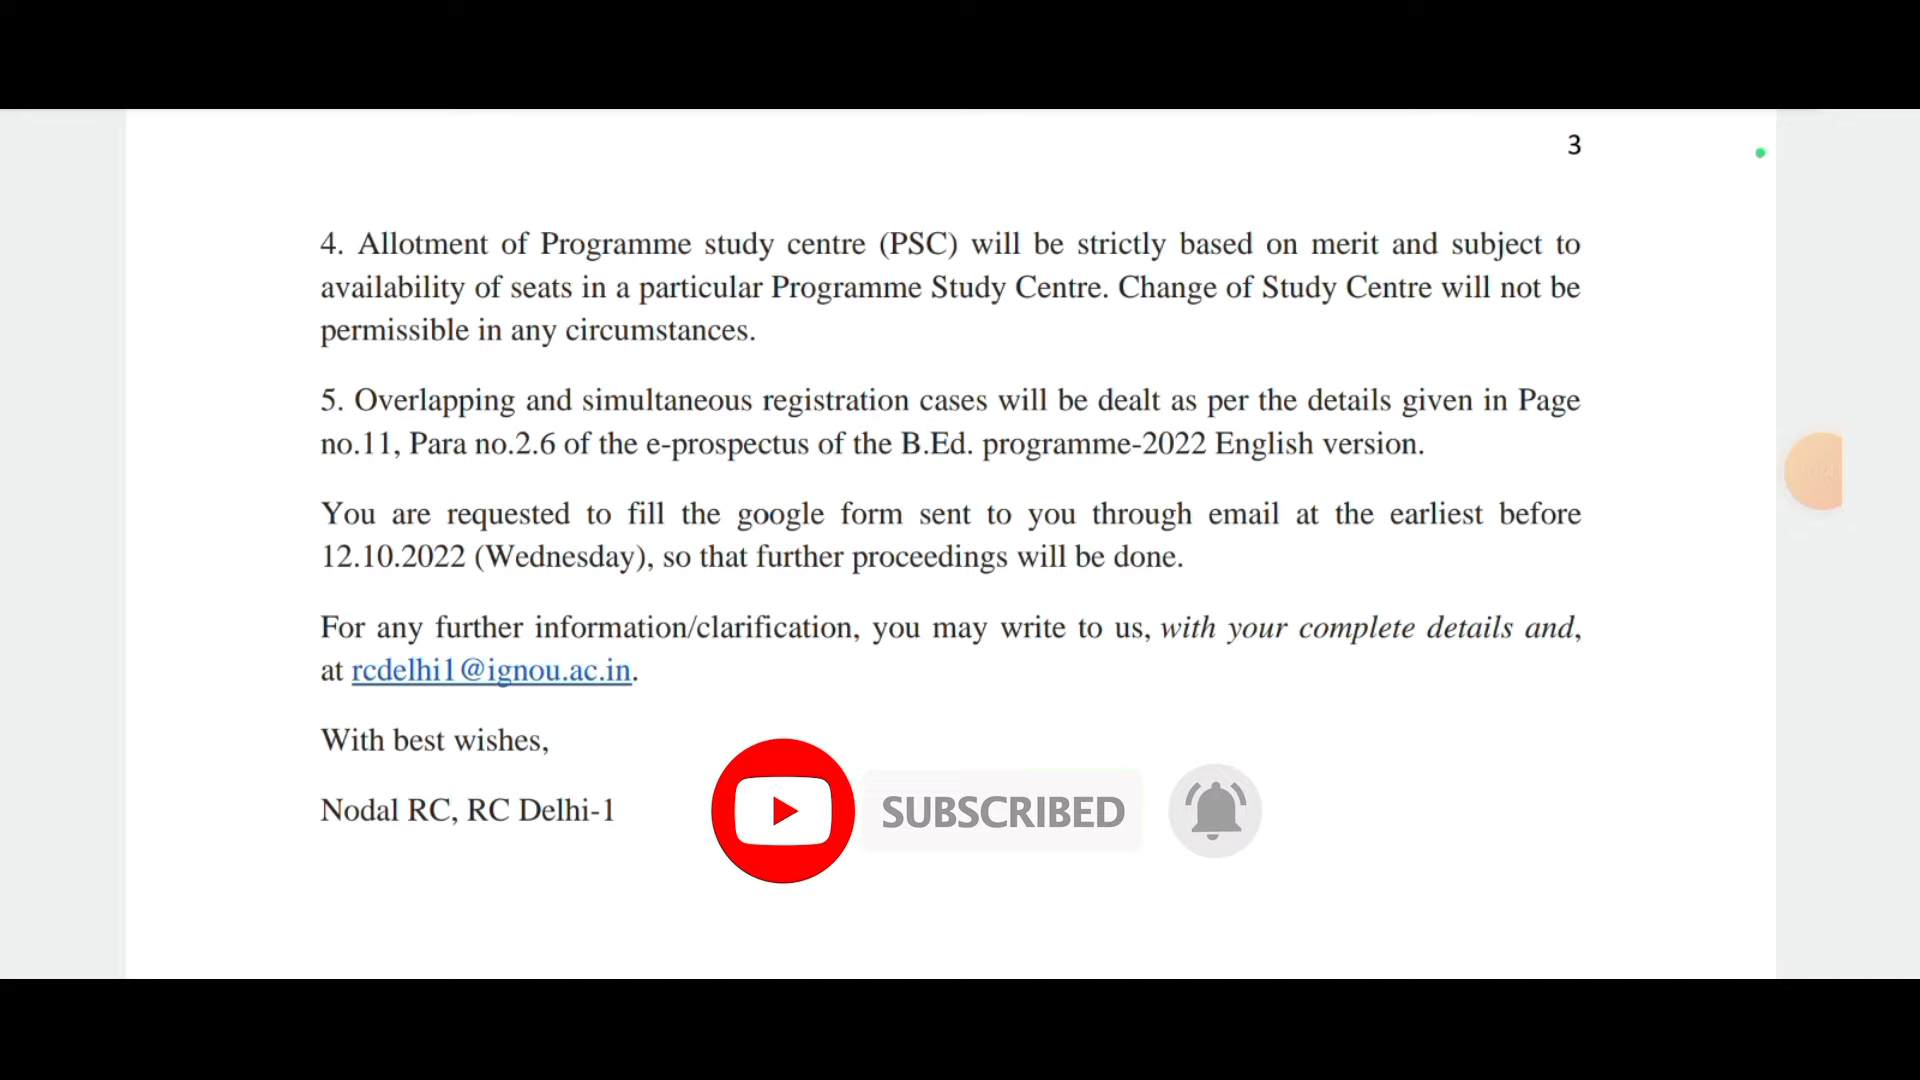 3
4. Allotment of Programme study centre (PSC) will be strictly based on merit and subject to
availability of seats in a particular Programme Study Centre. Change of Study Centre will not be
permissible in any circumstances.
5. Overlapping and simultaneous registration cases will be dealt as per the details given in Page
no.11, Para no.2.6 of the e-prospectus of the B.Ed. programme-2022 English version.
You are requested to fill the google form sent to you through email at the earliest before
12.10.2022 (Wednesday), so that further proceedings will be done.
For any further information/clarification, you may write to us, with your complete details and,
at rcdelhi1@ignou.ac.in.
With best wishes,
Nodal RC, RC Delhi-1
SUBSCRIBED